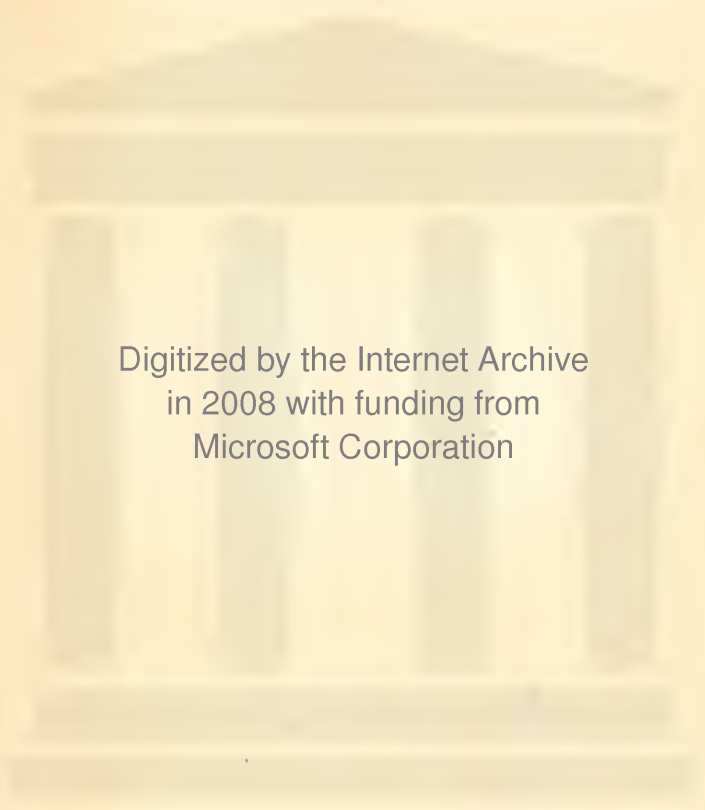 Digitized by the Internet Archive
in 2008 with funding from
Microsoft Corporation